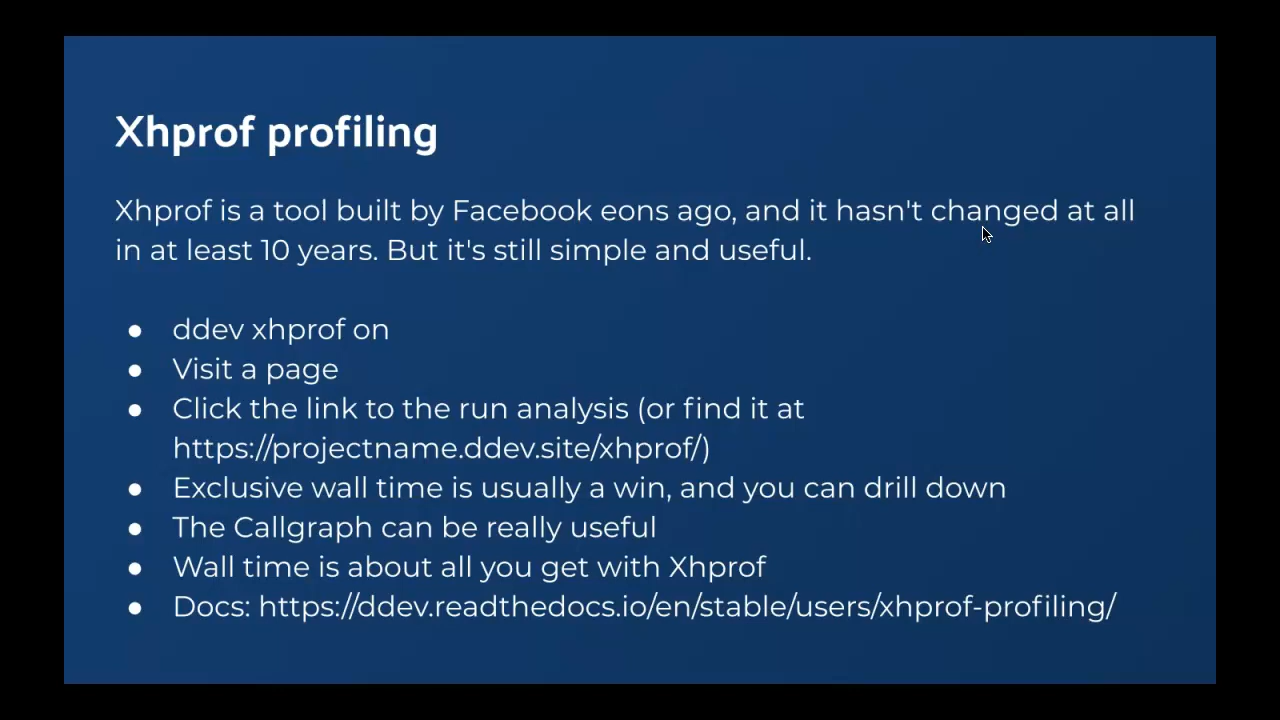 Xhprof profiling
Xhprof is a tool built by Facebook eons ago, and it hasn't changed at all
in at least 10 years. But it's still simple and useful.
● ddev xhprof on
● Visit a page
● Click the link to the run analysis (or find it at
https://projectname.ddev.site/xhprof/)
● Exclusive wall time is usually a win, and you can drill down
● The Callgraph can be really useful
● Wall time is about all you get with Xhprof
● Docs: https://ddev.readthedocs.io/en/stable/users/xhprof-profiling/